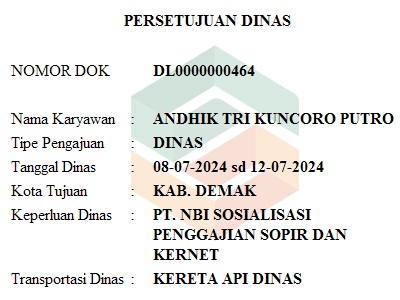 PERSETUJUAN DINAS
NOMOR DOK DL0000000464
Nama Karyawan : ANDHIK TRI KUNCORO PUTRO
Tipe Pengajuan : DINAS
Tanggal Dinas : 08-07-2024 sd 12-07-2024
Kota Tujuan : KAB. DEMAK
Keperluan Dinas : PT. NBI SOSIALISASI
PENGGAJIAN SOPIR DAN
KERNET
Transportasi Dinas : KERETA API DINAS